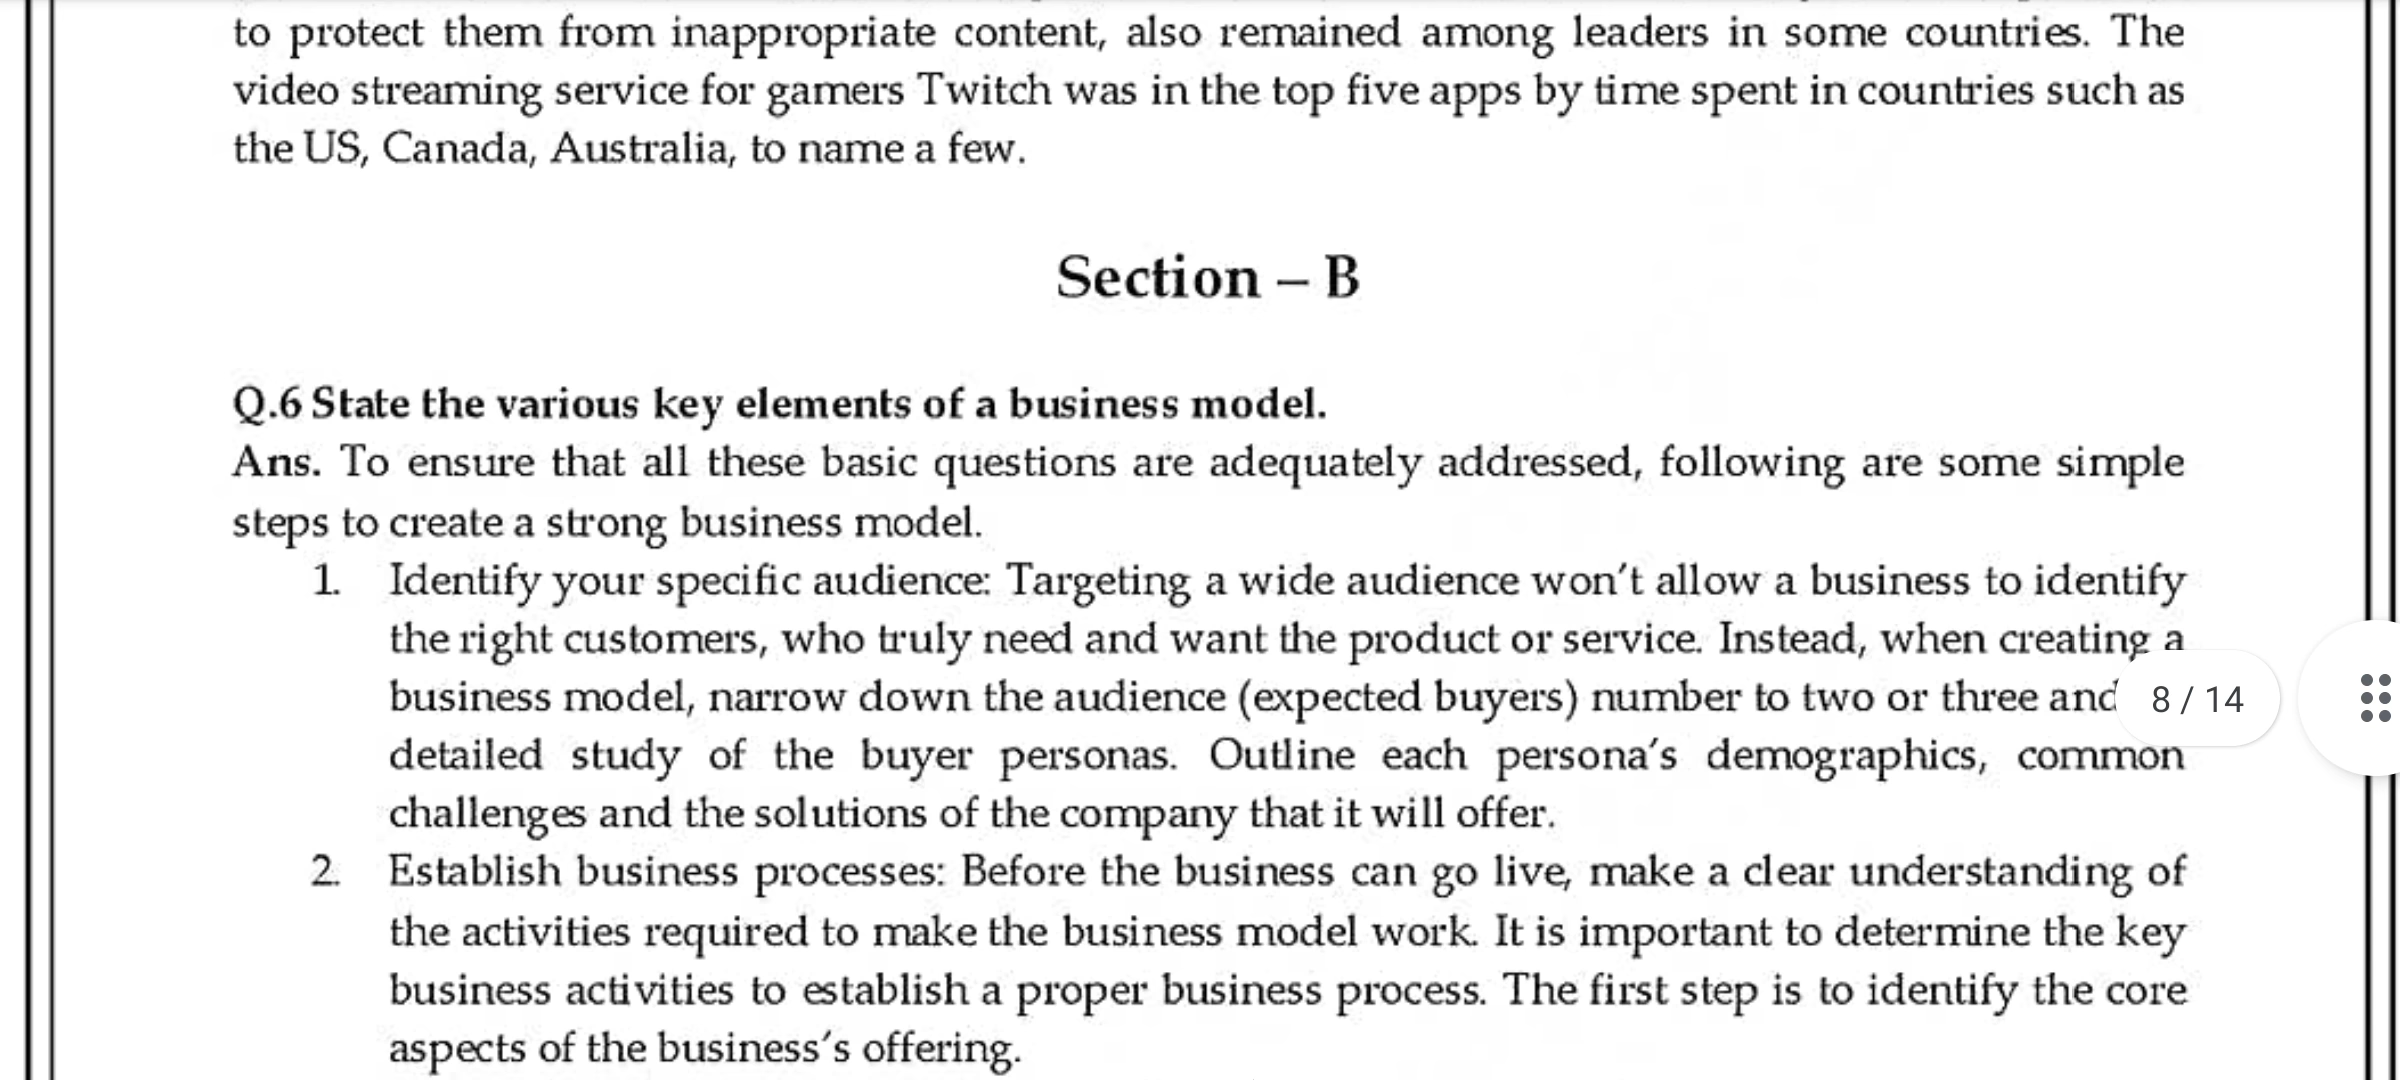 to protect them from inappropriate content, also remained among leaders in some countries. The
video streaming service for gamers Twitch was in the top five apps by time spent in countries such as
the US, Canada, Australia, to name a few.
Section – B
Q.6 State the various key elements of a business model.
Ans. To ensure that all these basic questions are adequately addressed, following are some simple
steps to create a strong business model.
1. Identify your specific audience: Targeting a wide audience won't allow a business to identify
the right customers, who truly need and want the product or service. Instead, when creating a
business model, narrow down the audience (expected buyers) number to two or three and
8 / 14
detailed study of the buyer personas. Outline each persona's demographics, common
challenges and the solutions of the company that it will offer.
2. Establish business processes: Before the business can go live, make a clear understanding of
the activities required to make the business model work. It is important to determine the key
business activities to establish a proper business process. The first step is to identify the core
aspects of the business's offering.